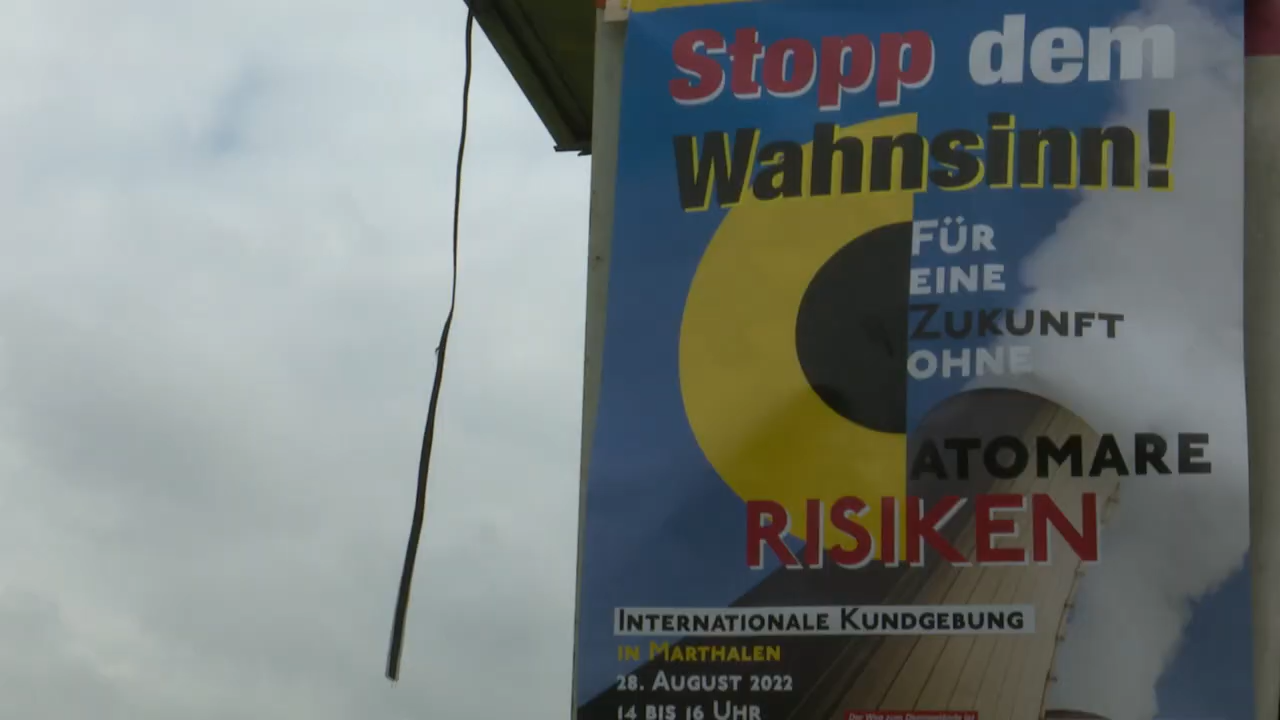 Stopp dem
Wahnsinn!
FÜR
EINE
ZUKUNFT
OHNE
ATOMARE
RISIKEN
INTERNATIONALE KUNDGEBUNG
IN MARTHALEN
28. AUGUST 2022
14 BIS 16 UHR